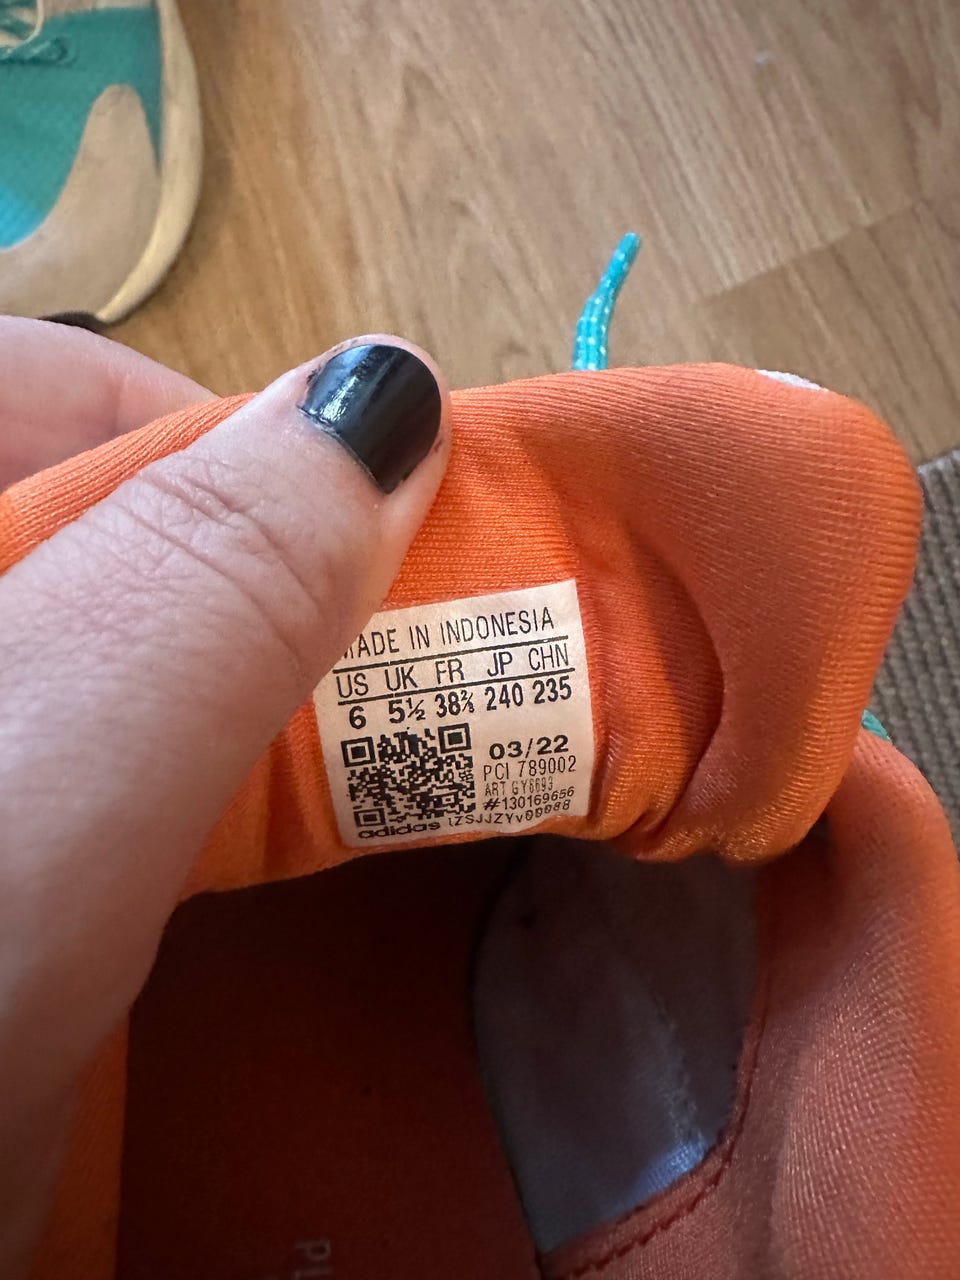 MADE IN INDONESIA
US UK FR JP CHN
6 5½ 38⅔ 240 235
03/22
PCI 789002
ART
#130169656
adidas